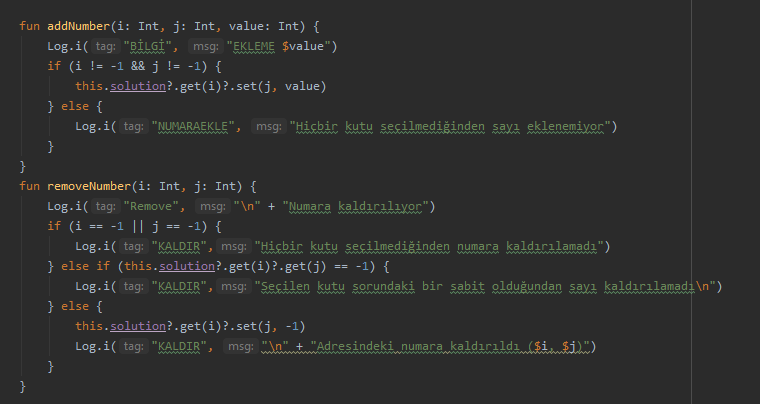 fun addNumber(i: Int, j: Int, value: Int) {
Log.i( tag: "BİLGİ", msg: "EKLEME $value")
if (i != -1 && j != -1) {
this.solution?.get(i)?.set(j, value)
} else {
Log.i( tag: "NUMARAEKLE", msg: "Hiçbir kutu seçilmediğinden sayı eklenemiyor")
}
}
fun removeNumber(i: Int, j: Int) {
Log.i( tag: "Remove", msg: "\n" + "Numara kaldırılıyor")
if (i == -1 || j == -1) {
Log.i( tag: "KALDIR", msg: "Hiçbir kutu seçilmediğinden numara kaldırılamadı")
} else if (this.solution?.get(i)?.get(j) == -1) {
Log.i( tag: "KALDIR", msg: "Seçilen kutu sorundaki bir sabit olduğundan sayı kaldırılamadı\n")
} else {
this.solution?.get(i)?.set(j, -1)
Log.i( tag: "KALDIR", msg: "\n" + "Adresindeki numara kaldırıldı ($i, $j)")
}
}